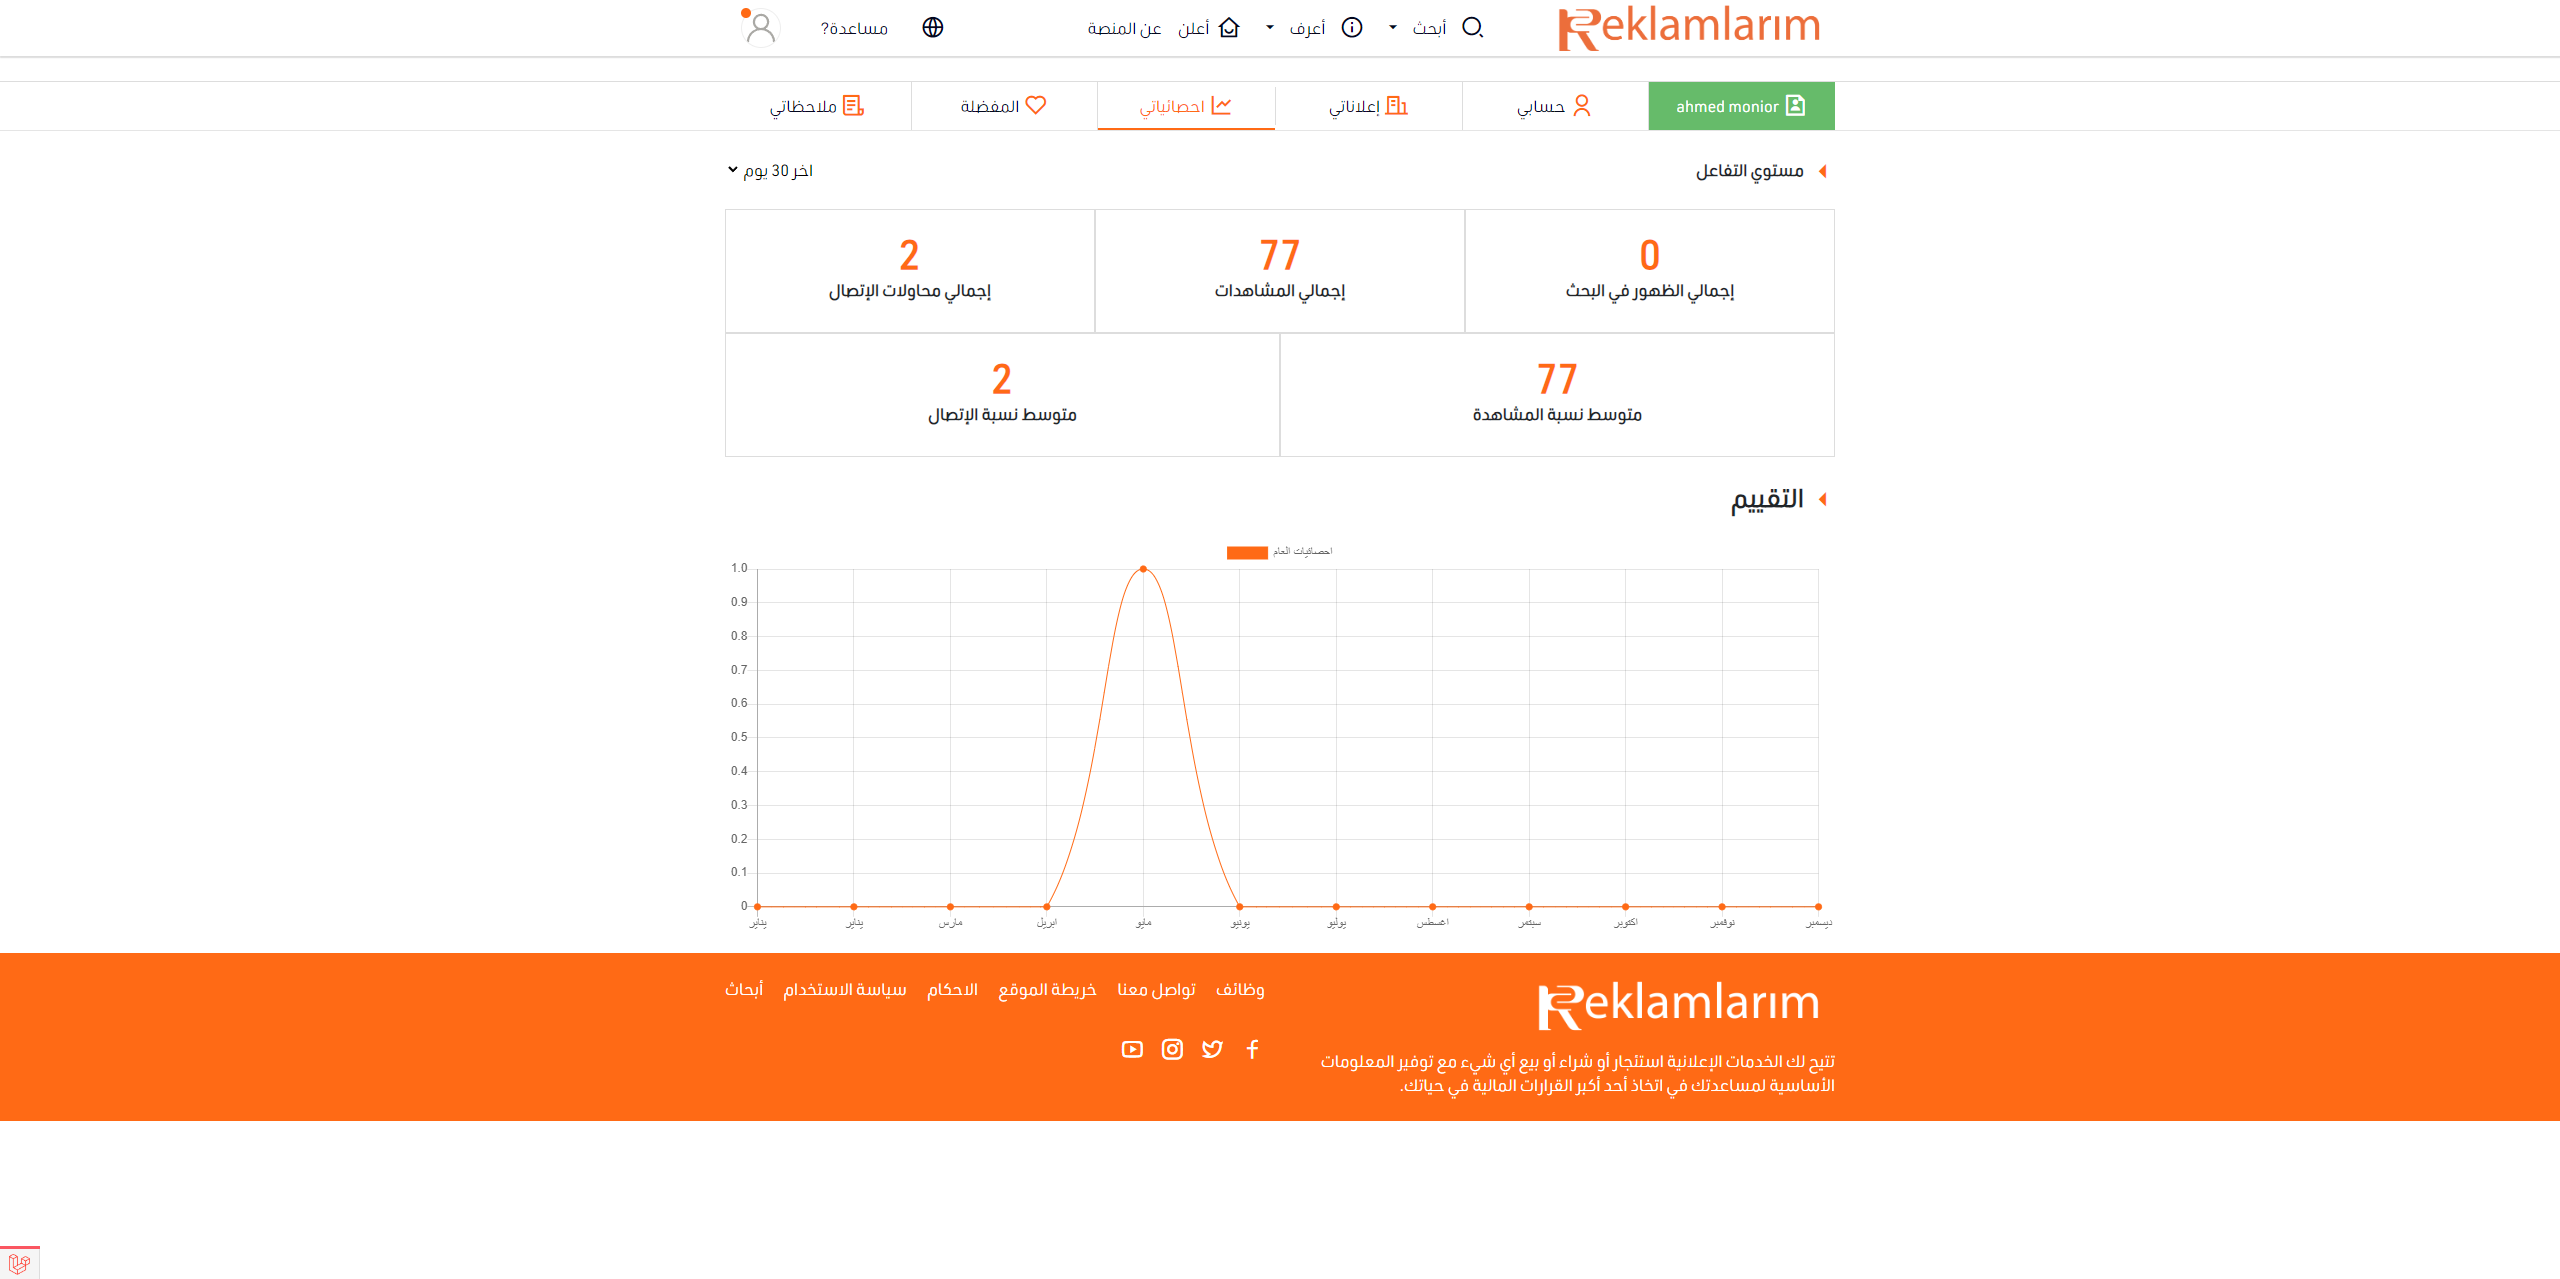 Reklamlarım
أبحث
أعرف
أعلن
عن المنصة
مساعدة?
ahmed monior
حسابي
إعلاناتي
احصائياتي
المفضلة
ملاحظاتي
مستوي التفاعل
اخر 30 يوم
0
إجمالي الظهور في البحث
77
إجمالي المشاهدات
2
إجمالي محاولات الإتصال
77
متوسط نسبة المشاهدة
2
متوسط نسبة الإتصال
التقييم
احصائيات العام
1.0
0.9
0.8
0.7
0.6
0.5
0.4
0.3
0.2
0.1
0
يناير يناير مارس ابريل مايو يونيو يوليو اغسطس سبتمر اكتوبر نوفمبر ديسمبر
Reklamlarım
تتيح لك الخدمات الإعلانية استئجار أو شراء أو بيع أي شيء مع توفير المعلومات
الأساسية لمساعدتك في اتخاذ أحد أكبر القرارات المالية في حياتك.
وظائف تواصل معنا خريطة الموقع الاحكام سياسة الاستخدام أبحاث